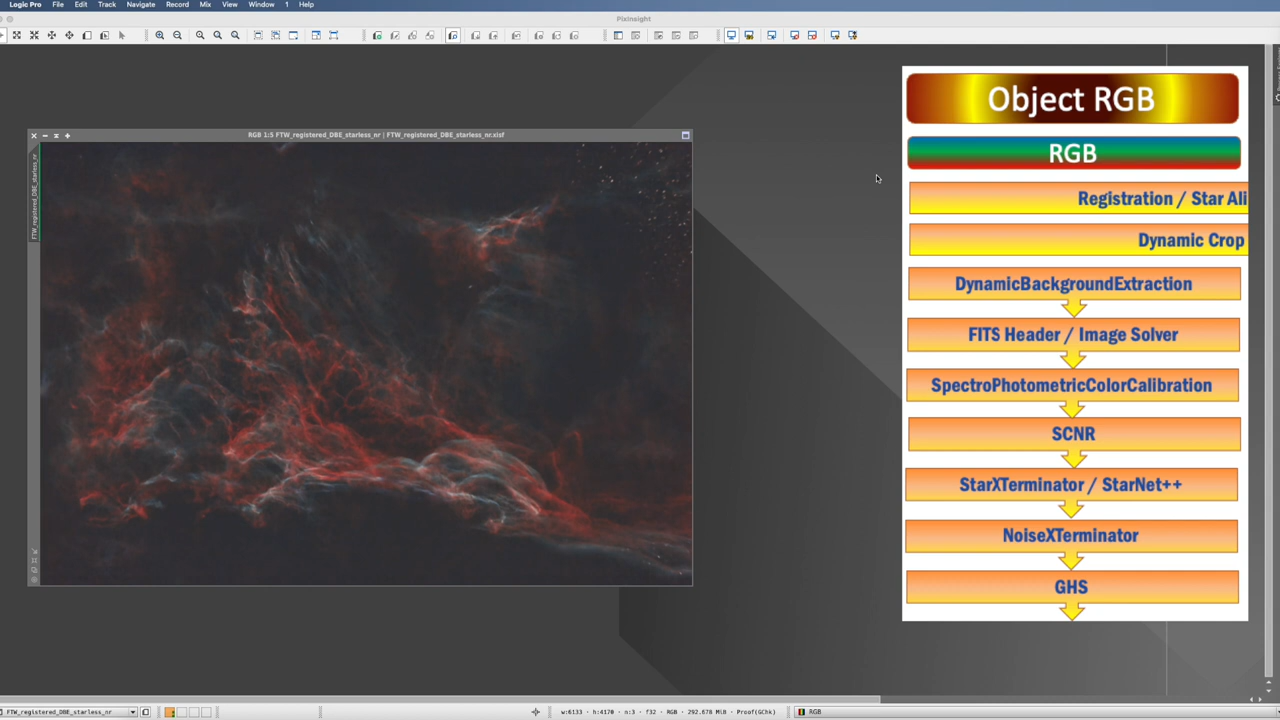 Logic Pro File Edit Track Navigate Record Mix View Window 1 Help
PixInsight
RGB 1:5 FTW_registered_DBE_starless_nr | FTW_registered_DBE_starless_nr.xisf
FTW_registered_DBE_starless_nr
Object RGB
RGB
Registration / Star Ali
Dynamic Crop
DynamicBackgroundExtraction
FITS Header / Image Solver
SpectroPhotometricColorCalibration
SCNR
StarXTerminator / StarNet++
NoiseXTerminator
GHS
FTW_registered_DBE_starless_nr
w:6133 · h:4170 · n:3 · f32 · RGB · 292.678 MiB · Proof(GChk)
RGB